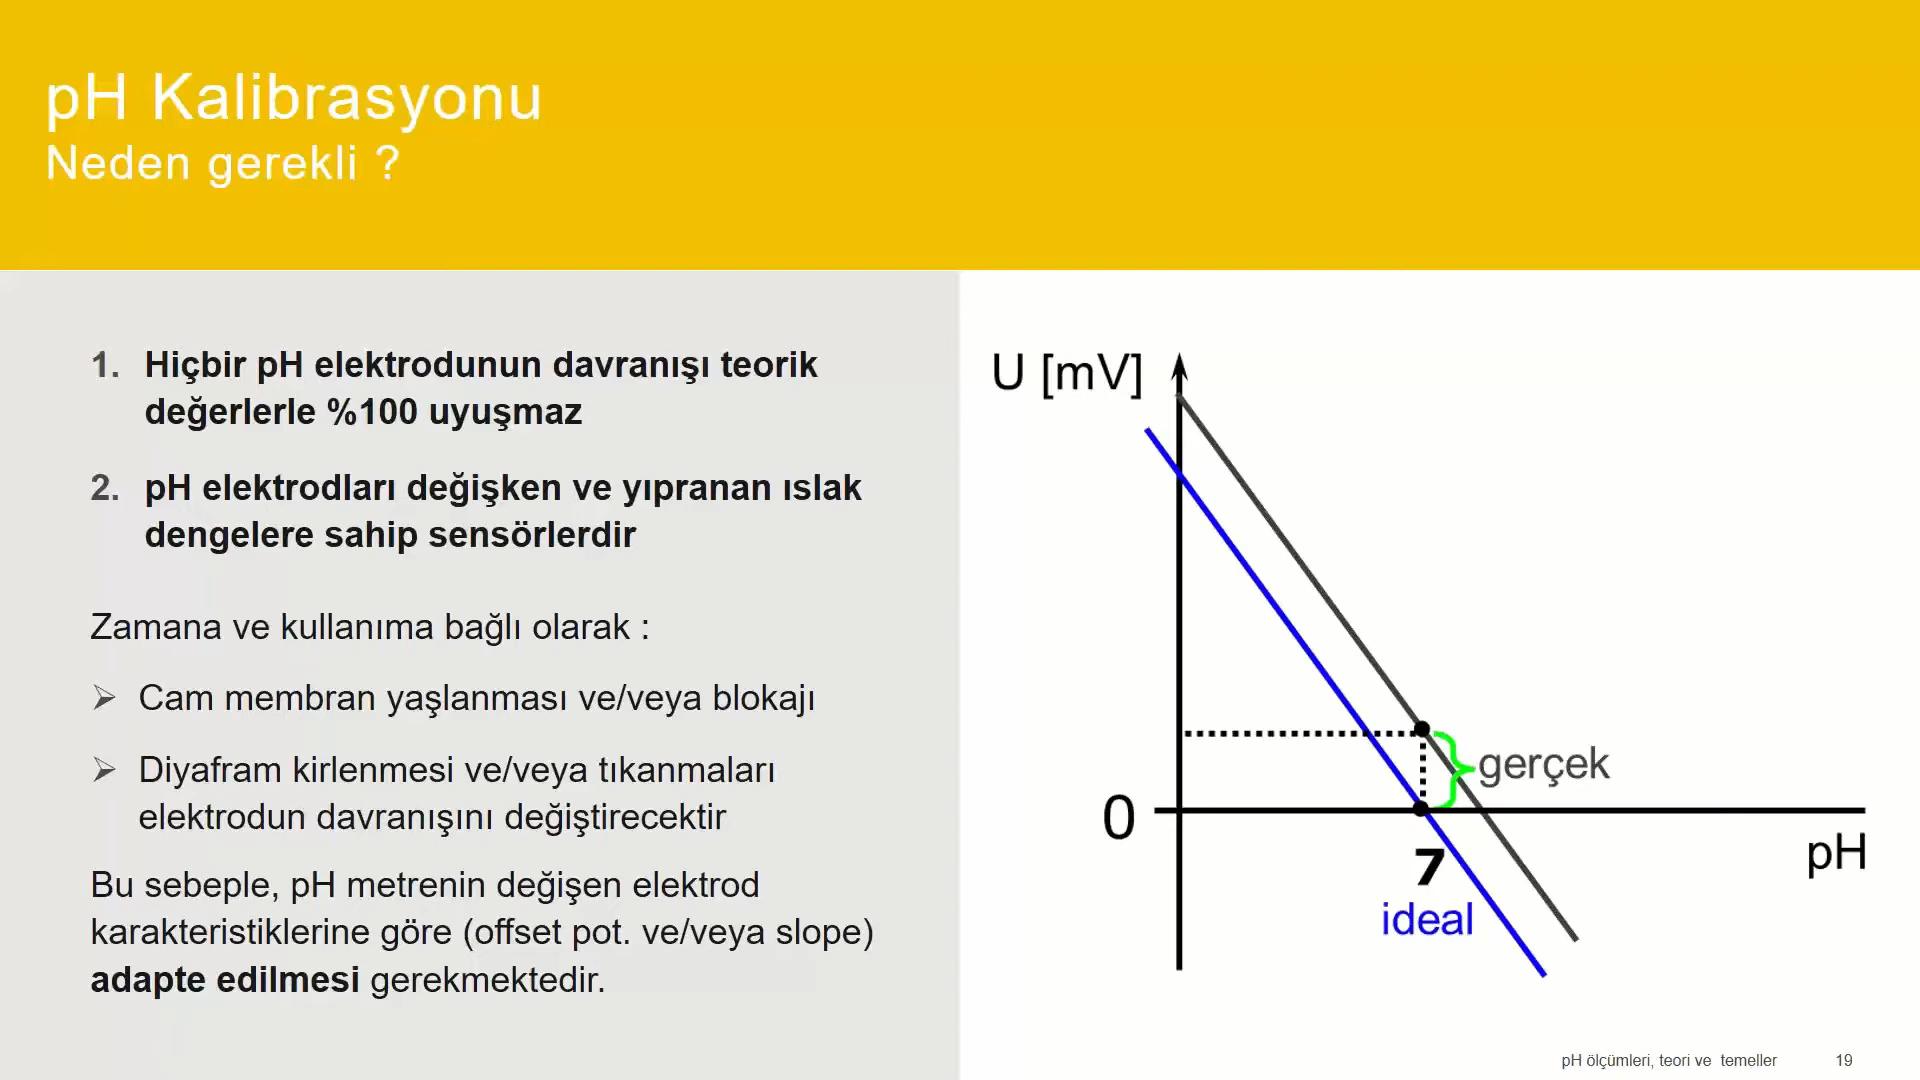 pH Kalibrasyonu
Neden gerekli ?
1. Hiçbir pH elektrodunun davranışı teorik
değerlerle %100 uyuşmaz
2. pH elektrodları değişken ve yıpranan ıslak
dengelere sahip sensörlerdir
Zamana ve kullanıma bağlı olarak :
➢ Cam membran yaşlanması ve/veya blokajı
➢ Diyafram kirlenmesi ve/veya tıkanmaları
elektrodun davranışını değiştirecektir
Bu sebeple, pH metrenin değişen elektrod
karakteristiklerine göre (offset pot. ve/veya slope)
adapte edilmesi gerekmektedir.
U [mV]
gerçek
0
pH
7
ideal
pH ölçümleri, teori ve temeller 19